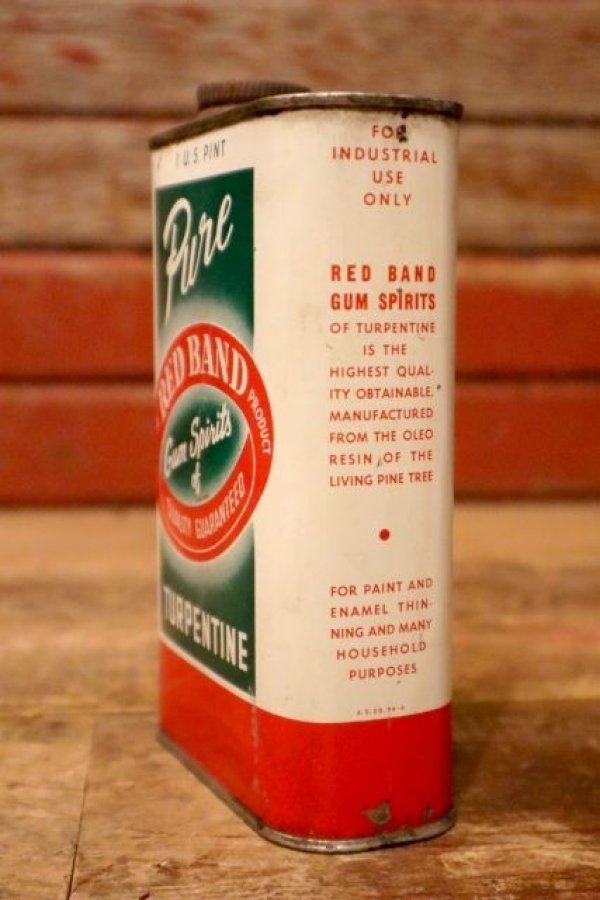 1 U.S. PINT
Pure
RED BAND
PRODUCT
Gum Spirits
of
QUALITY GUARANTEED
TURPENTINE
FOR
INDUSTRIAL
USE
ONLY
RED BAND
GUM SPIRITS
OF TURPENTINE
IS THE
HIGHEST QUAL-
ITY OBTAINABLE.
MANUFACTURED
FROM THE OLEO
RESIN OF THE
LIVING PINE TREE
FOR PAINT AND
ENAMEL THIN-
NING AND MANY
HOUSEHOLD
PURPOSES